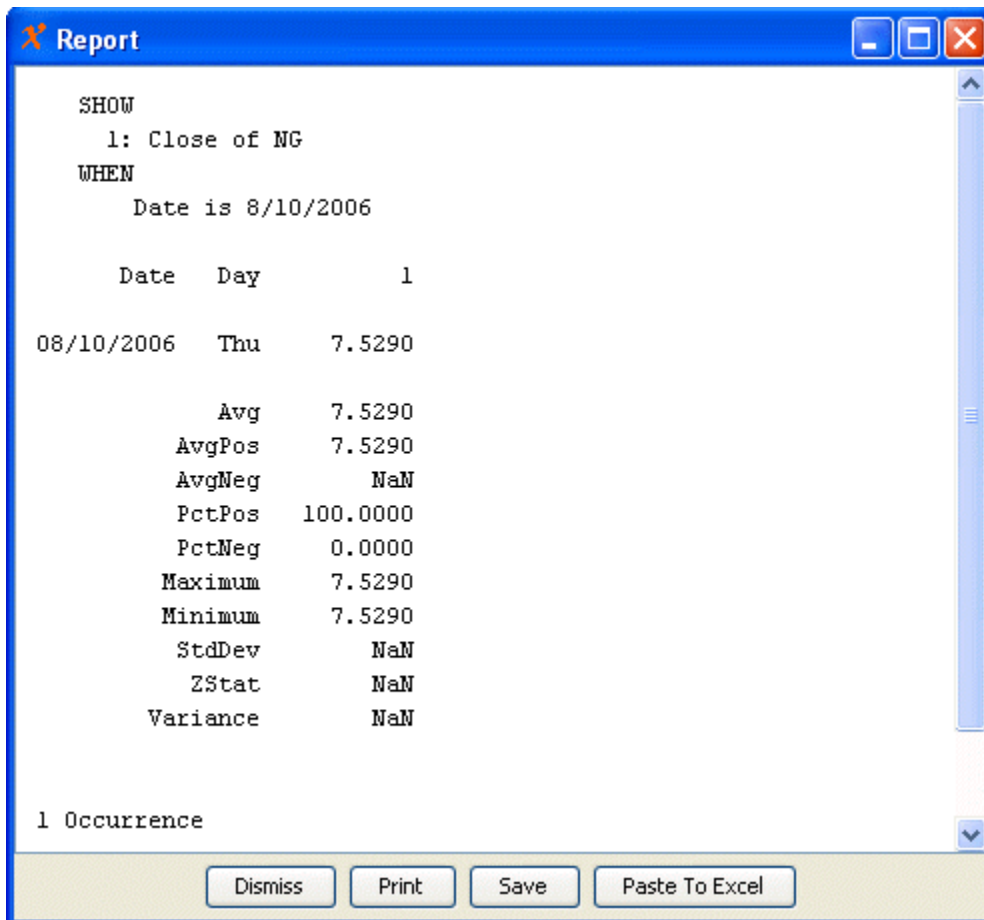 Report
SHOW
1: Close of NG
WHEN
Date is 8/10/2006
Date Day 1
08/10/2006 Thu 7.5290
Avg 7.5290
AvgPos 7.5290
AvgNeg NaN
PctPos 100.0000
PctNeg 0.0000
Maximum 7.5290
Minimum 7.5290
StdDev NaN
ZStat NaN
Variance NaN
1 Occurrence
Dismiss Print Save Paste To Excel